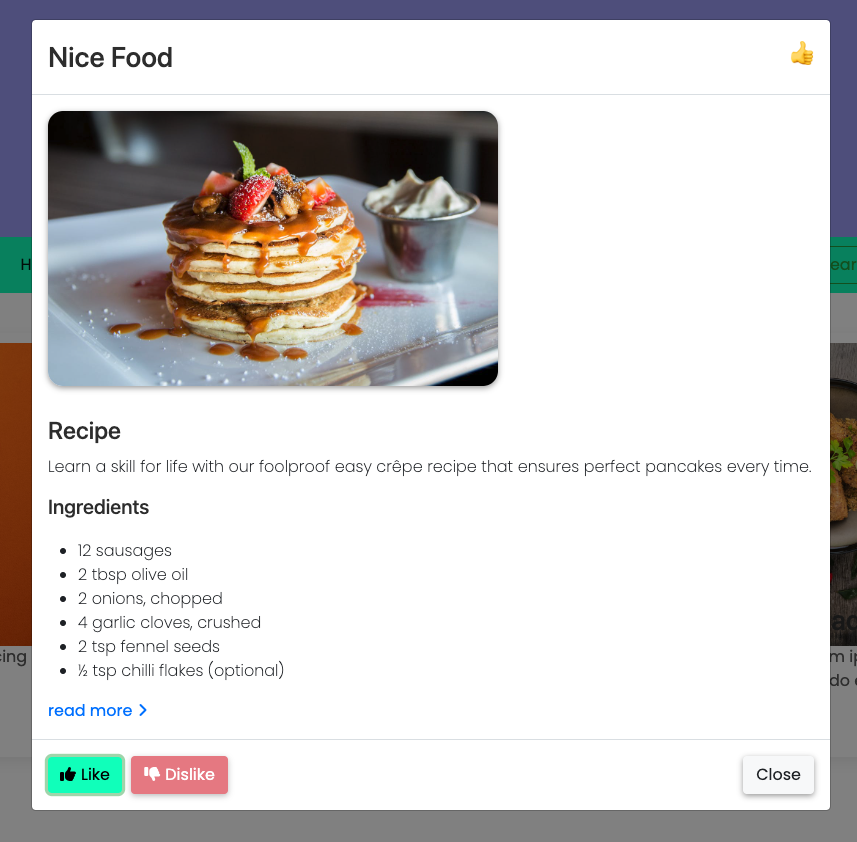 Nice Food
H
ear
Recipe
Learn a skill for life with our foolproof easy crêpe recipe that ensures perfect pancakes every time.
Ingredients
12 sausages
2 tbsp olive oil
2 onions, chopped
4 garlic cloves, crushed
2 tsp fennel seeds
½ tsp chilli flakes (optional)
cing
m i
do
read more
Like
Dislike
Close